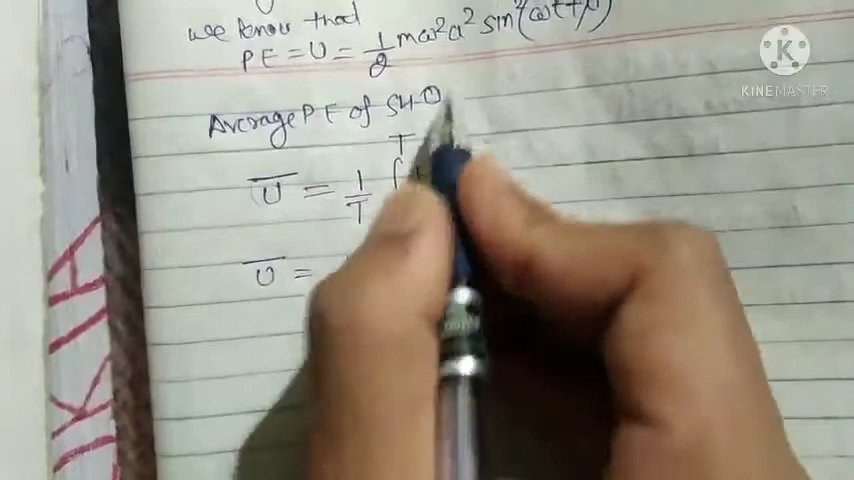 we know that
PE = U = 1/2 mω²a² sin²(ωt+
Average PE of SHO
Ū = 1/T ∫ T
Ū =
KINEMASTER